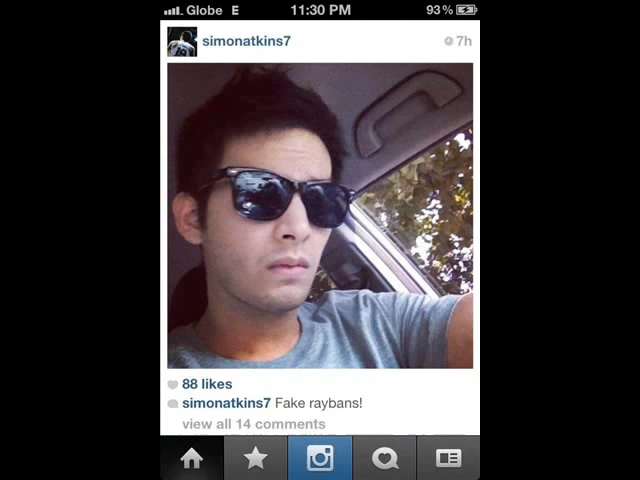 Globe E 11:30 PM 93%
simonatkins7 7h
88 likes
simonatkins7 Fake raybans!
view all 14 comments